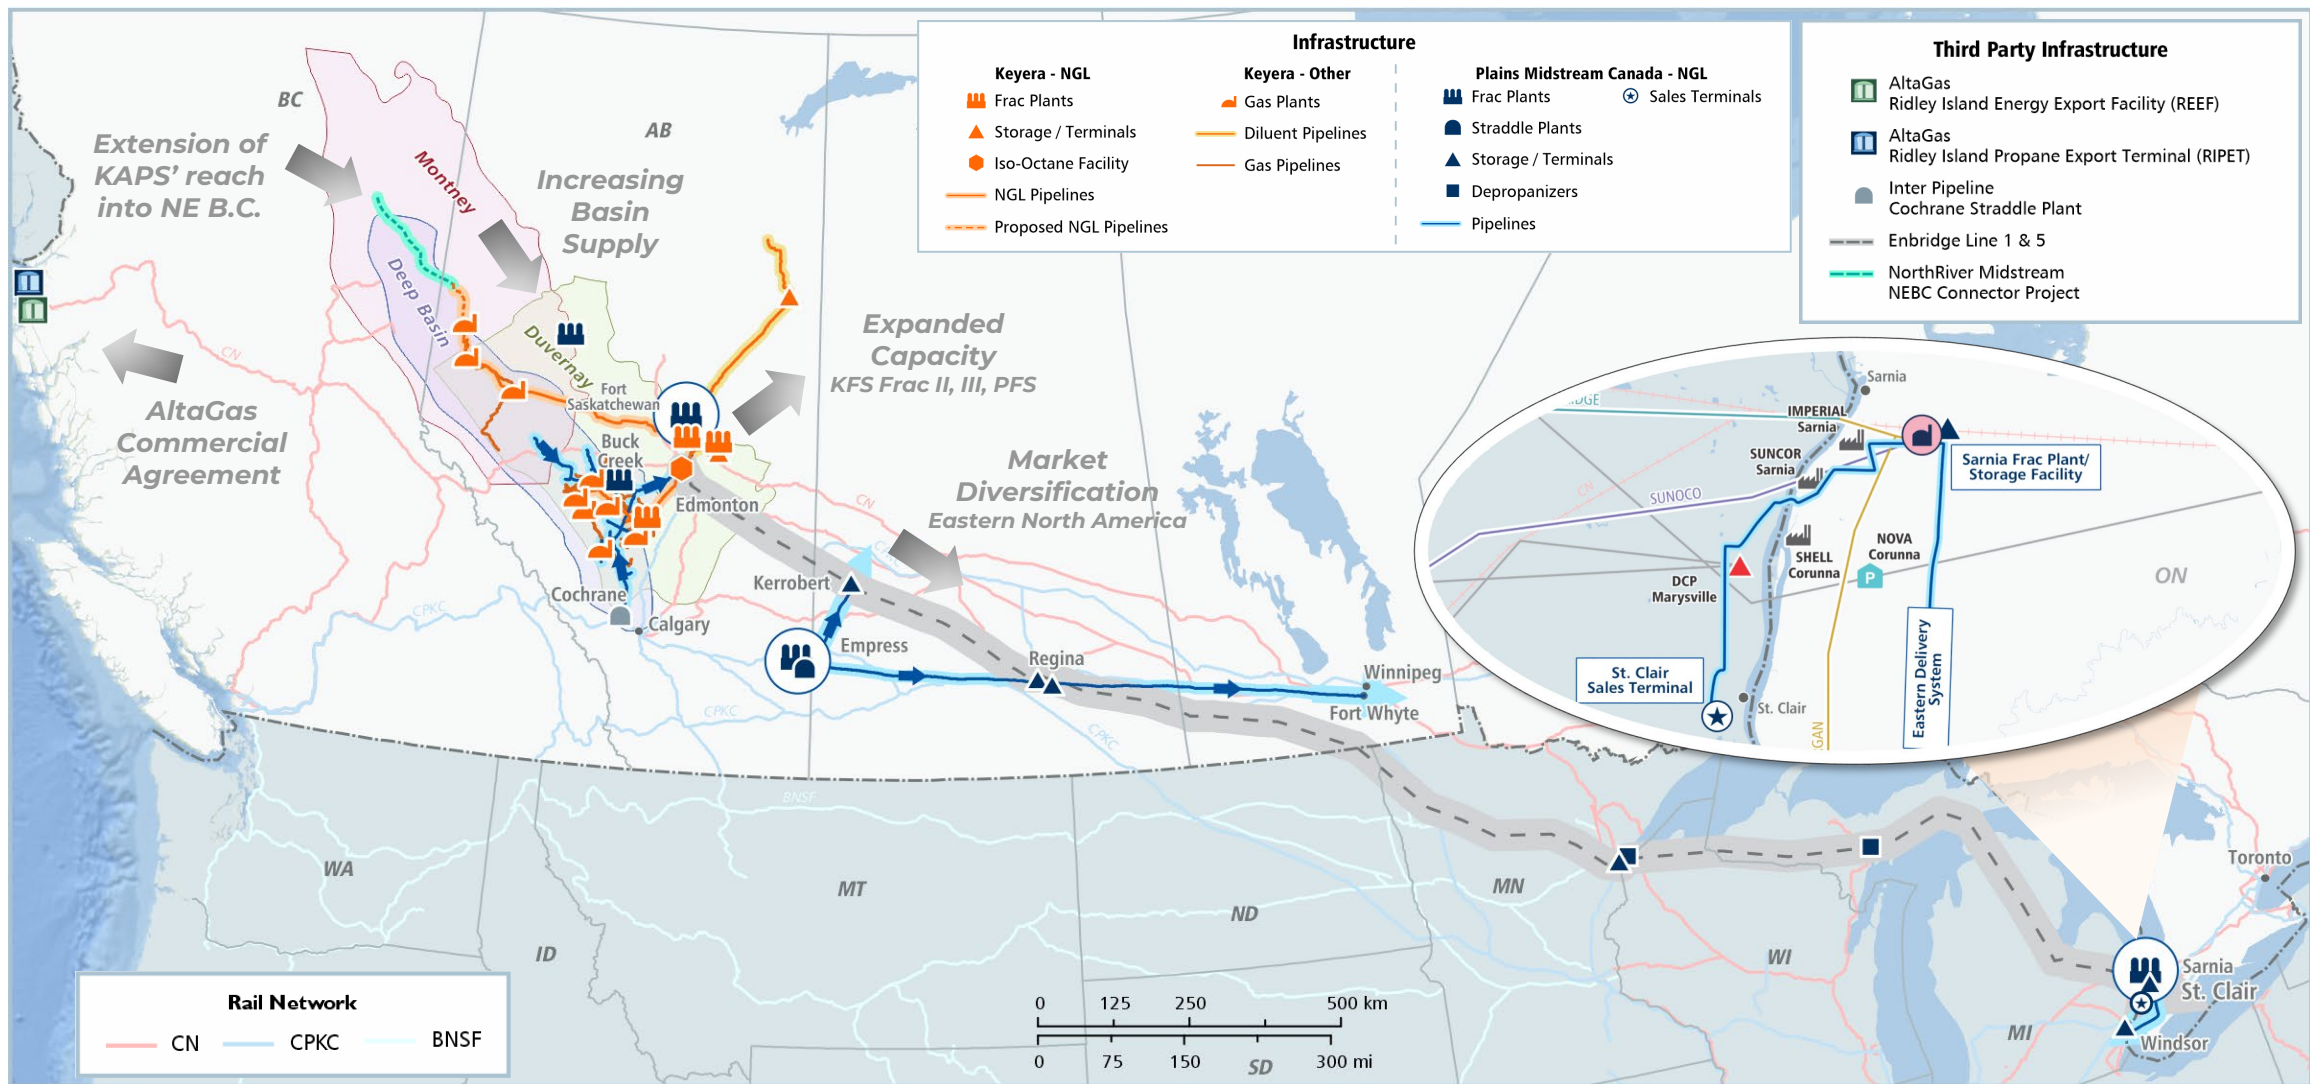 Infrastructure
Keyera - NGL
Frac Plants
Storage / Terminals
Iso-Octane Facility
NGL Pipelines
Proposed NGL Pipelines
Keyera - Other
Gas Plants
Diluent Pipelines
Gas Pipelines
Plains Midstream Canada - NGL
Frac Plants
Sales Terminals
Straddle Plants
Storage / Terminals
Depropanizers
Pipelines
Third Party Infrastructure
AltaGas
Ridley Island Energy Export Facility (REEF)
AltaGas
Ridley Island Propane Export Terminal (RIPET)
Inter Pipeline
Cochrane Straddle Plant
Enbridge Line 1 & 5
NorthRiver Midstream
NEBC Connector Project
BC
AB
Extension of
KAPS’ reach
into NE B.C.
Montney
Increasing
Basin
Supply
Deep Basin
Duvernay
CN
Expanded
Capacity
KFS Frac II, III, PFS
AltaGas
Commercial
Agreement
Fort
Saskatchewan
Buck
Creek
Edmonton
CN
Market
Diversification
Eastern North America
Kerrobert
Cochrane
CPKC
Calgary
Empress
Regina
Winnipeg
Fort Whyte
CPKC
CPKC
BNSF
Sarnia
IDGE
IMPERIAL
Sarnia
SUNCOR
Sarnia
Sarnia Frac Plant/
Storage Facility
CN
SUNOCO
NOVA
Corunna
SHELL
Corunna
P
DCP
Marysville
ON
St. Clair
Sales Terminal
St. Clair
Eastern Delivery
System
GAN
WA
MT
ID
ND
MN
WI
SD
MI
Toronto
Sarnia
St. Clair
Windsor
Rail Network
CN
CPKC
BNSF
0 125 250 500 km
0 75 150 300 mi